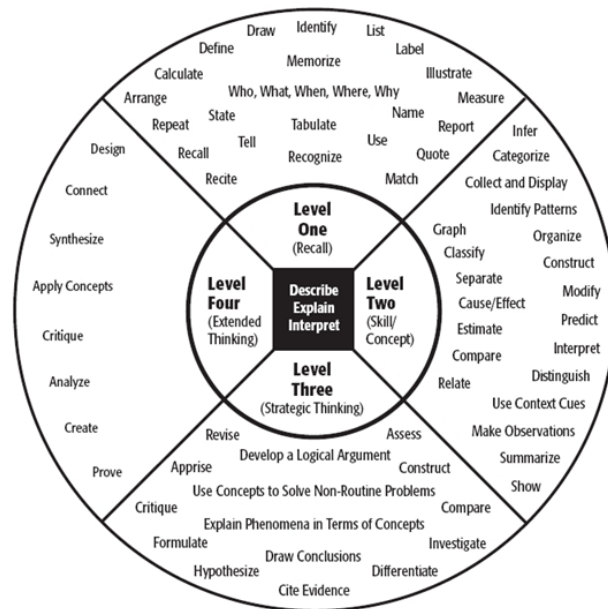 Draw
Identify
List
Define
Label
Memorize
Calculate
Illustrate
Who, What, When, Where, Why
Arrange
Measure
State
Name
Repeat
Tabulate
Report
Tell
Use
Recall
Recognize
Quote
Recite
Match
Level
One
(Recall)
Infer
Categorize
Collect and Display
Identify Patterns
Graph
Organize
Classify
Construct
Separate
Modify
Cause/Effect
Predict
Estimate
Interpret
Compare
Distinguish
Relate
Use Context Cues
Make Observations
Summarize
Show
Level
Two
(Skill/
Concept)
Describe
Explain
Interpret
Level
Three
(Strategic Thinking)
Revise
Assess
Develop a Logical Argument
Apprise
Construct
Use Concepts to Solve Non-Routine Problems
Critique
Compare
Explain Phenomena in Terms of Concepts
Formulate
Investigate
Draw Conclusions
Hypothesize
Differentiate
Cite Evidence
Level
Four
(Extended
Thinking)
Design
Connect
Synthesize
Apply Concepts
Critique
Analyze
Create
Prove